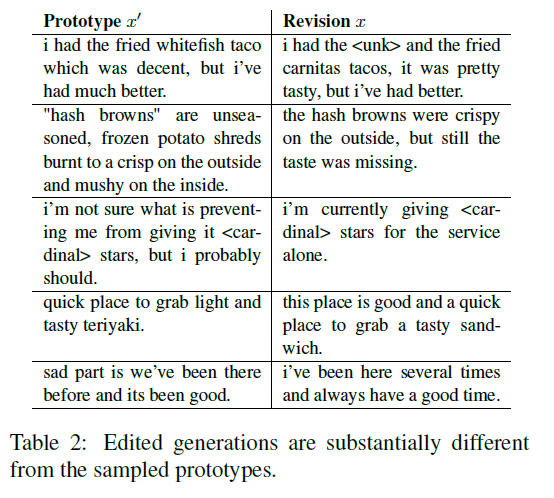 Prototype x′ Revision x
i had the fried whitefish taco
which was decent, but i've
had much better.
i had the <unk> and the fried
carnitas tacos, it was pretty
tasty, but i've had better.
"hash browns" are unsea-
soned, frozen potato shreds
burnt to a crisp on the outside
and mushy on the inside.
the hash browns were crispy
on the outside, but still the
taste was missing.
i'm not sure what is prevent-
ing me from giving it <car-
dinal> stars, but i probably
should.
i'm currently giving <car-
dinal> stars for the service
alone.
quick place to grab light and
tasty teriyaki.
this place is good and a quick
place to grab a tasty sand-
wich.
sad part is we've been there
before and its been good.
i've been here several times
and always have a good time.
Table 2: Edited generations are substantially different
from the sampled prototypes.